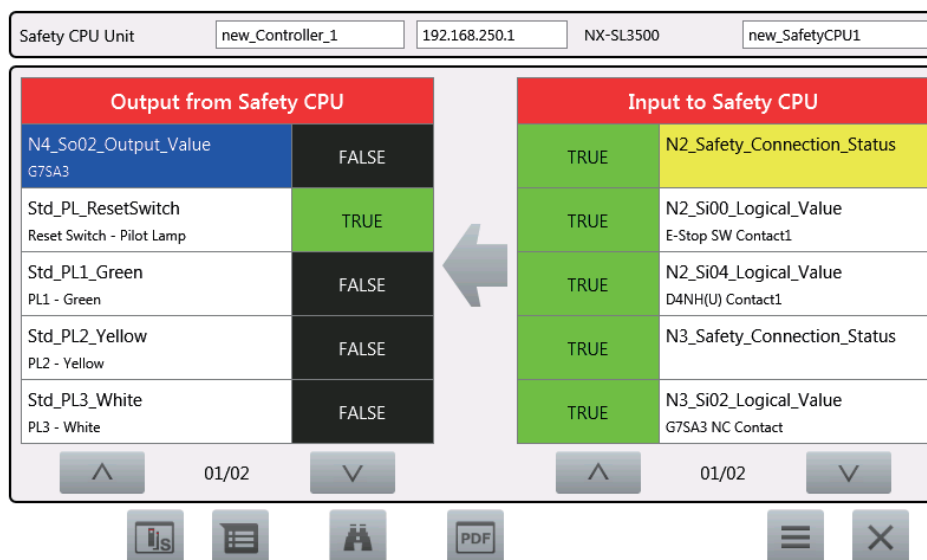 Safety CPU Unit new_Controller_1 192.168.250.1 NX-SL3500 new_SafetyCPU1
Output from Safety CPU
N4_So02_Output_Value FALSE
G7SA3
Std_PL_ResetSwitch TRUE
Reset Switch - Pilot Lamp
Std_PL1_Green FALSE
PL1 - Green
Std_PL2_Yellow FALSE
PL2 - Yellow
Std_PL3_White FALSE
PL3 - White
01/02
Input to Safety CPU
TRUE N2_Safety_Connection_Status
TRUE N2_Si00_Logical_Value
E-Stop SW Contact1
TRUE N2_Si04_Logical_Value
D4NH(U) Contact1
TRUE N3_Safety_Connection_Status
TRUE N3_Si02_Logical_Value
G7SA3 NC Contact
01/02
js
PDF